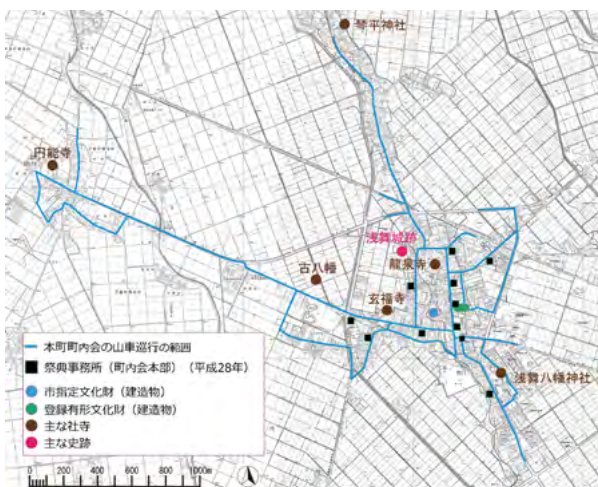 琴平神社
円能寺
浅舞城跡
龍泉寺
古八幡
玄福寺
浅舞八幡神社
本町町内会の山車巡行の範囲
祭典事務所（町内会本部）（平成28年）
市指定文化財（建造物）
登録有形文化財（建造物）
主な社寺
主な史跡
0 200 400 600 800 1000m